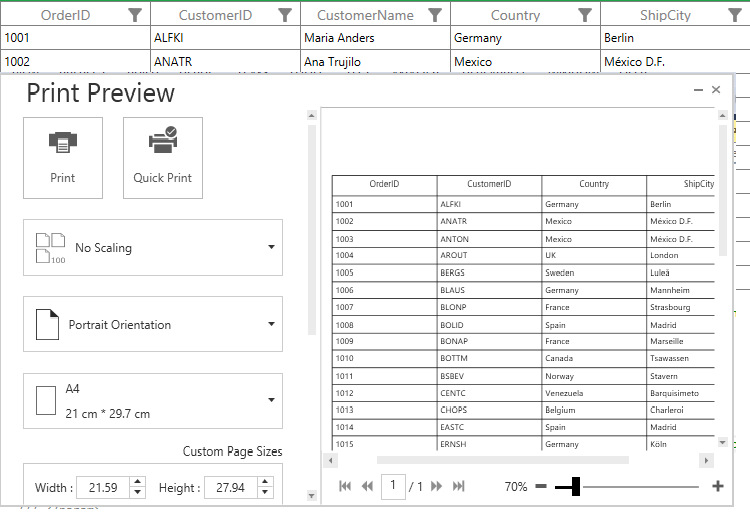 OrderID CustomerID CustomerName Country ShipCity
1001 ALFKI Maria Anders Germany Berlin
1002 ANATR Ana Trujilo Mexico México D.F.
Print Preview
Print Quick Print
No Scaling
100
Portrait Orientation
A4
21 cm * 29.7 cm
Custom Page Sizes
Width : 21.59 Height : 27.94
OrderID CustomerID Country ShipCity
1001 ALFKI Germany Berlin
1002 ANATR Mexico México D.F.
1003 ANTON Mexico México D.F.
1004 AROUT UK London
1005 BERGS Sweden Luleå
1006 BLAUS Germany Mannheim
1007 BLONP France Strasbourg
1008 BOLID Spain Madrid
1009 BONAP France Marseille
1010 BOTTM Canada Tsawassen
1011 BSBEV Norway Stavern
1012 CENTC Venezuela Barquisimeto
1013 CHOPS Belgium Charleroi
1014 EASTC Spain Madrid
1015 ERNSH Germany Köln
1 / 1 70%